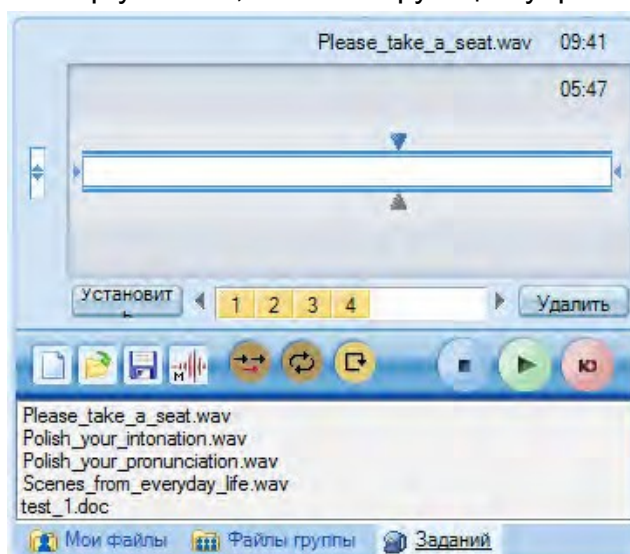 Please_take_a_seat.wav 09:41
05:47
Установит
ь
1 2 3 4
Удалить
M
Please_take_a_seat.wav
Polish_your_intonation.wav
Polish_your_pronunciation.wav
Scenes_from_everyday_life.wav
test_1.doc
Мои файлы Файлы группы Заданий